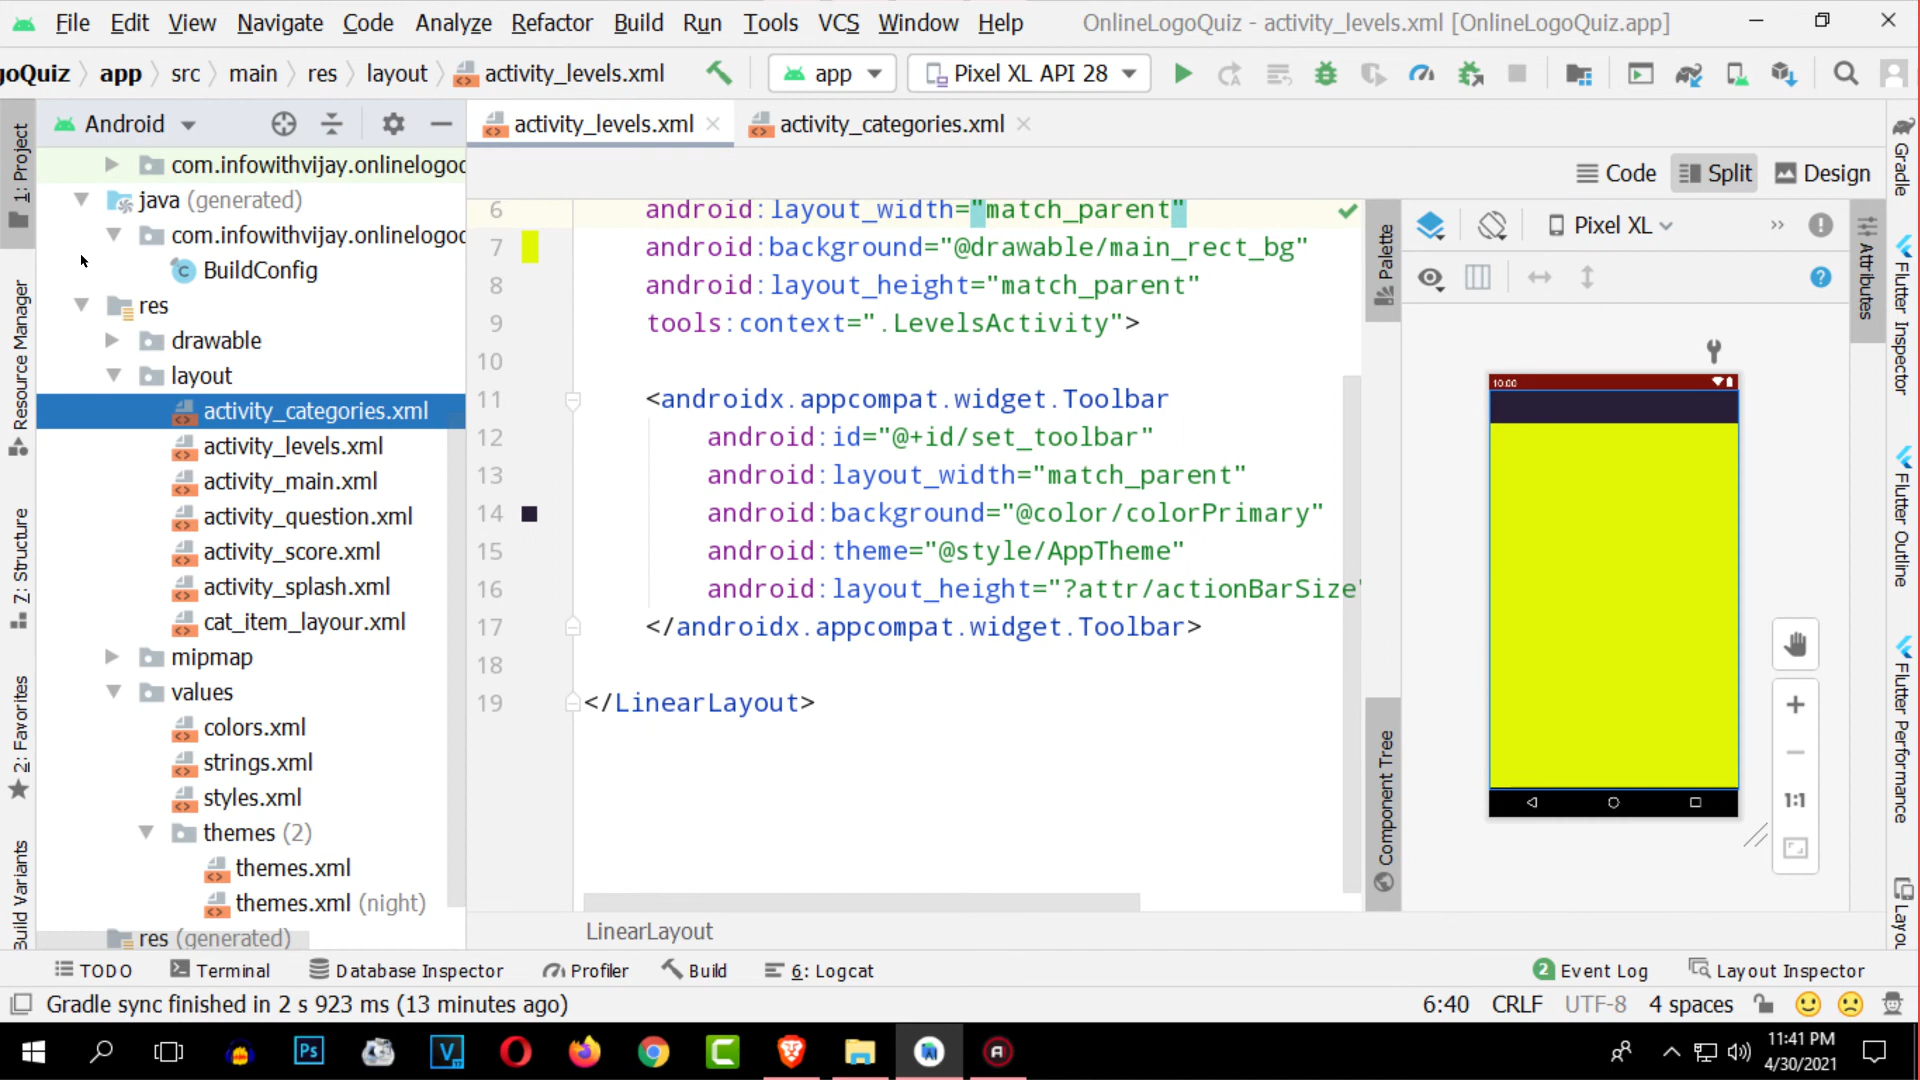 File Edit View Navigate Code Analyze Refactor Build Run Tools VCS Window Help OnlineLogoQuiz - activity_levels.xml [OnlineLogoQuiz.app]
goQuiz app src main res layout activity_levels.xml app Pixel XL API 28
Android
activity_levels.xml activity_categories.xml
Code Split Design
1: Project
Resource Manager
7: Structure
2: Favorites
Build Variants
com.infowithvijay.onlinelogoc
java (generated)
com.infowithvijay.onlinelogoc
BuildConfig
res
drawable
layout
activity_categories.xml
activity_levels.xml
activity_main.xml
activity_question.xml
activity_score.xml
activity_splash.xml
cat_item_layour.xml
mipmap
values
colors.xml
strings.xml
styles.xml
themes (2)
themes.xml
themes.xml (night)
res (generated)
6 android:layout_width="match_parent"
7 android:background="@drawable/main_rect_bg"
8 android:layout_height="match_parent"
9 tools:context=".LevelsActivity">
10
11 <androidx.appcompat.widget.Toolbar
12 android:id="@+id/set_toolbar"
13 android:layout_width="match_parent"
14 android:background="@color/colorPrimary"
15 android:theme="@style/AppTheme"
16 android:layout_height="?attr/actionBarSize"
17 </androidx.appcompat.widget.Toolbar>
18
19 </LinearLayout>
LinearLayout
Palette
Component Tree
Pixel XL
10:00
1:1
Attributes
Gradle
Flutter Inspector
Flutter Outline
Flutter Performance
Layou
TODO Terminal Database Inspector Profiler Build 6: Logcat 2 Event Log Layout Inspector
Gradle sync finished in 2 s 923 ms (13 minutes ago) 6:40 CRLF UTF-8 4 spaces
Ps
V
11:41 PM
4/30/2021